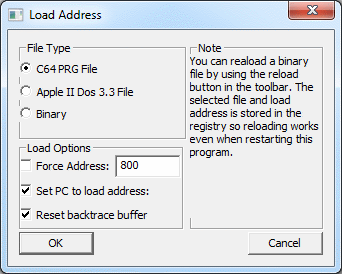 Load Address
File Type
C64 PRG File
Apple II Dos 3.3 File
Binary
Load Options
Force Address: 800
Set PC to load address:
Reset backtrace buffer
Note
You can reaload a binary
file by using the reload
button in the toolbar. The
selected file and load
address is stored in the
registry so reloading works
even when restarting this
program.
OK
Cancel